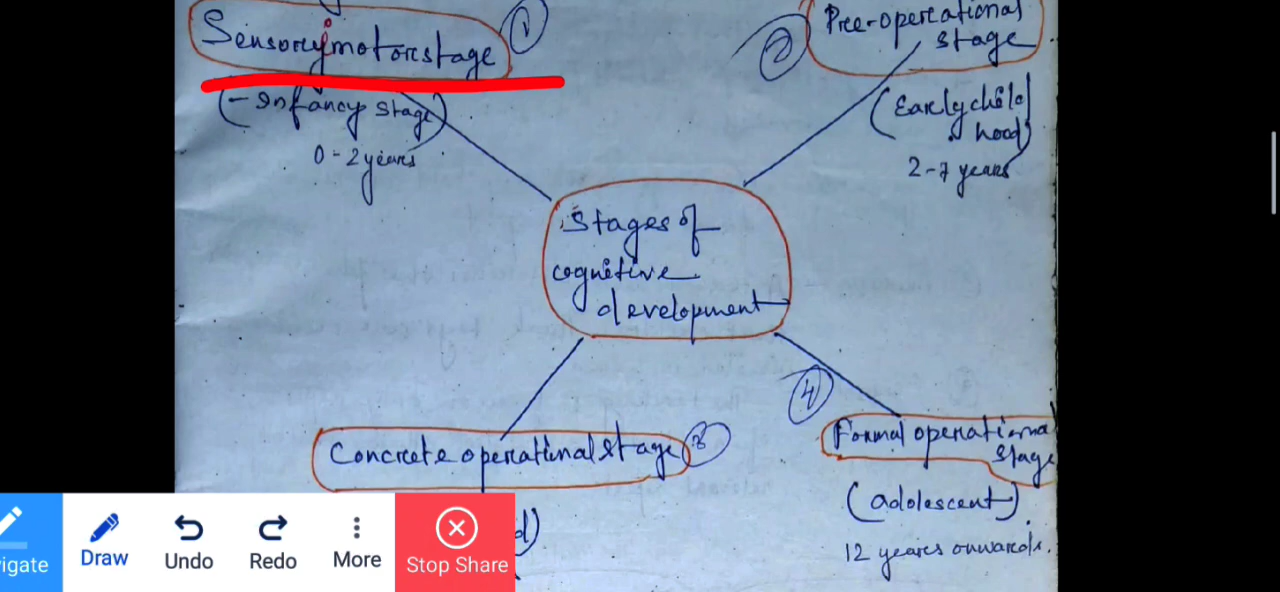 Sensorymotorstage
1
(-Infancy stage)
0-2 years
2
Pre-operational
stage
(Early child
hood)
2-7 years
Stages of
cognitive
development
Concrete operational stage
3
4
Formal operational
stage
(adolescent)
12 years onwards.
d)
vigate
Draw
Undo
Redo
More
Stop Share